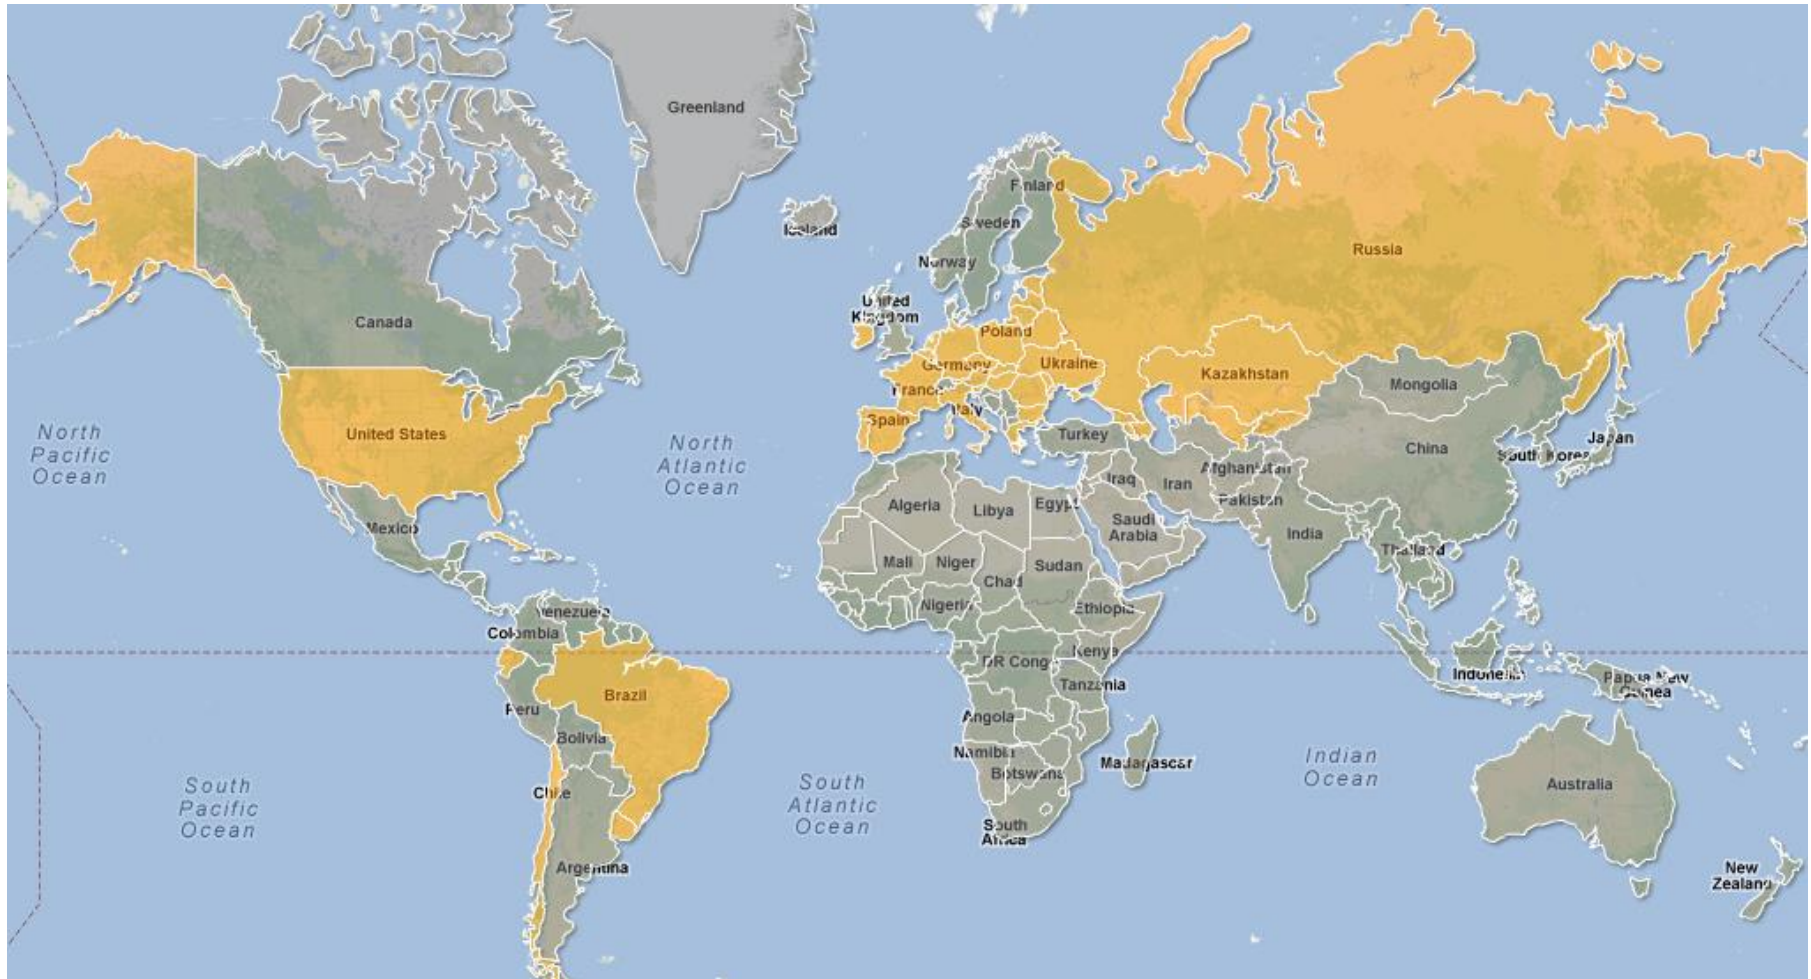 Greenland
Iceland
Finland
Sweden
Norway
Russia
United
Kingdom
Canada
Poland
Germany
Ukraine
France
Kazakhstan
Mongolia
Italy
Spain
United States
North
Pacific
Ocean
North
Atlantic
Ocean
Turkey
China
Japan
South Korea
Afghanistan
Iraq
Iran
Pakistan
Algeria
Libya
Egypt
Saudi
Arabia
India
Mexico
Mali
Niger
Chad
Sudan
Thailand
Venezuela
Nigeria
Ethiopia
Colombia
DR Congo
Kenya
Tanzania
Indonesia
Papua New
Guinea
Brazil
Peru
Angola
Bolivia
Namibia
Botswana
Madagascar
Indian
Ocean
Australia
Chile
South
Pacific
Ocean
South
Atlantic
Ocean
South
Africa
Argentina
New
Zealand